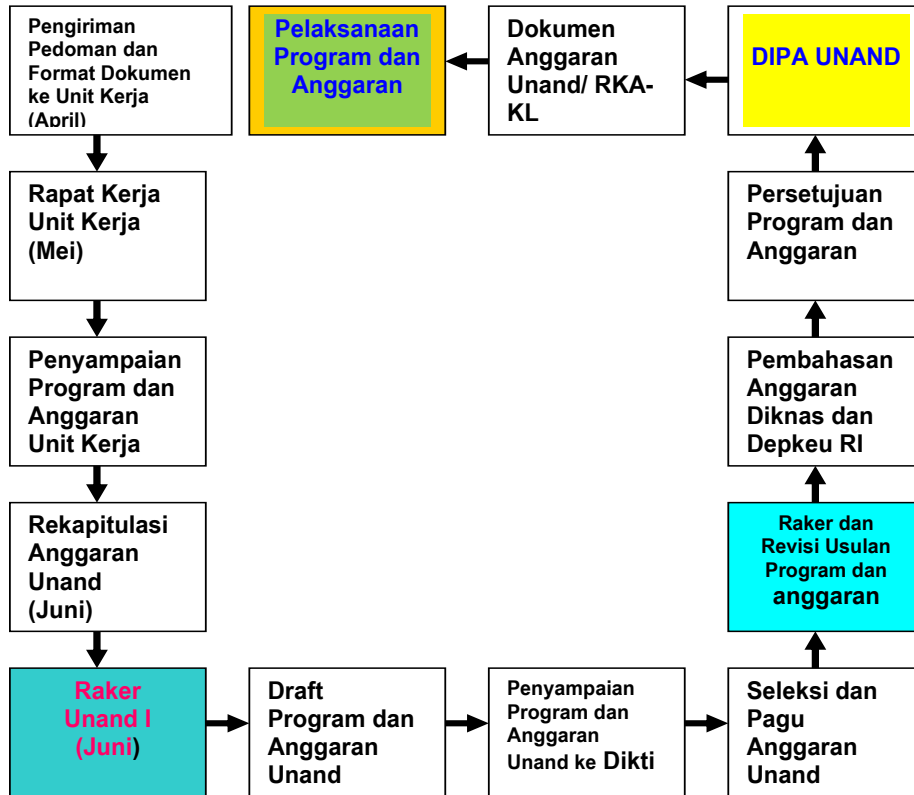 Pengiriman
Pedoman dan
Format Dokumen
ke Unit Kerja
(April)
Rapat Kerja
Unit Kerja
(Mei)
Penyampaian
Program dan
Anggaran
Unit Kerja
Rekapitulasi
Anggaran
Unand
(Juni)
Raker
Unand I
(Juni)
Draft
Program dan
Anggaran
Unand
Penyampaian
Program dan
Anggaran
Unand ke Dikti
Seleksi dan
Pagu
Anggaran
Unand
Raker dan
Revisi Usulan
Program dan
anggaran
Pembahasan
Anggaran
Diknas dan
Depkeu RI
Persetujuan
Program dan
Anggaran
DIPA UNAND
Dokumen
Anggaran
Unand/ RKA-
KL
Pelaksanaan
Program dan
Anggaran